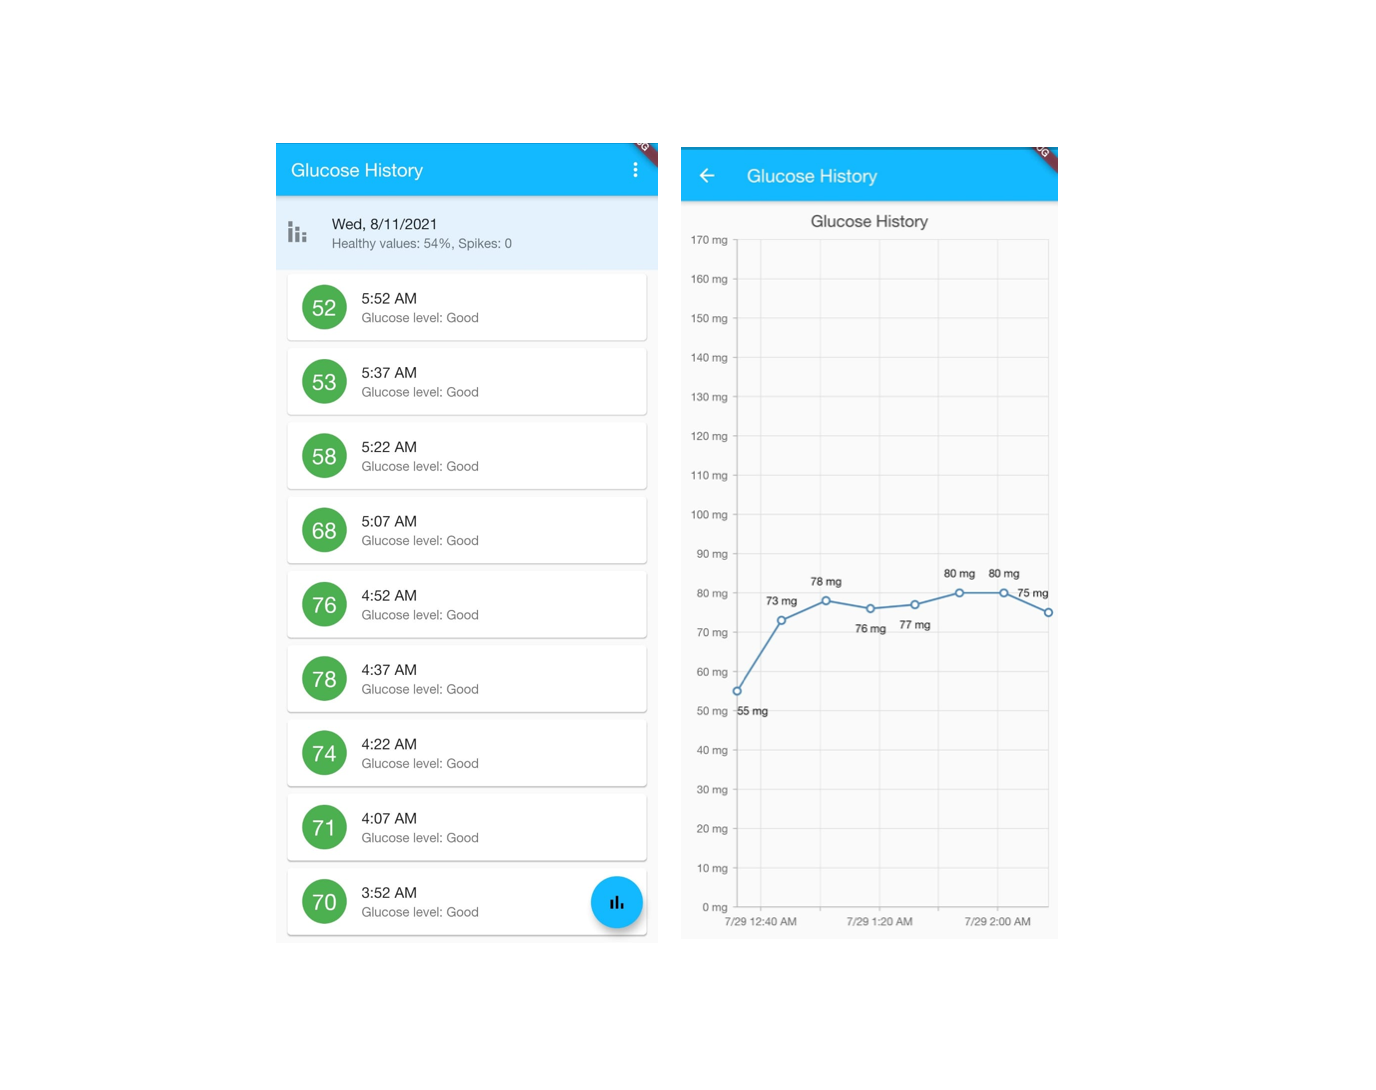 Glucose History
Wed, 8/11/2021
Healthy values: 54%, Spikes: 0
52
5:52 AM
Glucose level: Good
53
5:37 AM
Glucose level: Good
58
5:22 AM
Glucose level: Good
68
5:07 AM
Glucose level: Good
76
4:52 AM
Glucose level: Good
78
4:37 AM
Glucose level: Good
74
4:22 AM
Glucose level: Good
71
4:07 AM
Glucose level: Good
70
3:52 AM
Glucose level: Good
Glucose History
Glucose History
170 mg
160 mg
150 mg
140 mg
130 mg
120 mg
110 mg
100 mg
90 mg
80 mg
70 mg
60 mg
50 mg
40 mg
30 mg
20 mg
10 mg
0 mg
55 mg
73 mg
78 mg
76 mg
77 mg
80 mg
80 mg
75 mg
7/29 12:40 AM
7/29 1:20 AM
7/29 2:00 AM